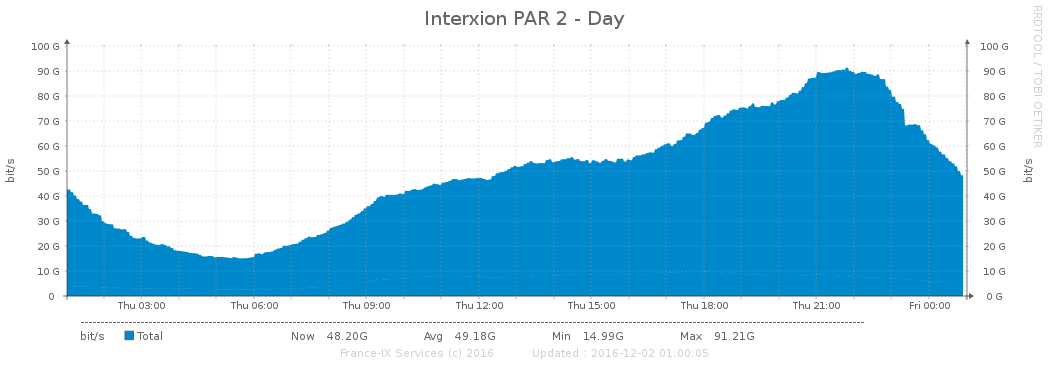 Interxion PAR 2 - Day
RRDTOOL / TOBI OETIKER
bit/s
100 G 100 G
90 G 90 G
80 G 80 G
70 G 70 G
60 G 60 G
50 G 50 G
40 G 40 G
30 G 30 G
20 G 20 G
10 G 10 G
0 0 G
bit/s
Thu 03:00 Thu 06:00 Thu 09:00 Thu 12:00 Thu 15:00 Thu 18:00 Thu 21:00 Fri 00:00
bit/s Total Now 48.20G Avg 49.18G Min 14.99G Max 91.21G
France-IX Services (c) 2016 Updated : 2016-12-02 01:00:05